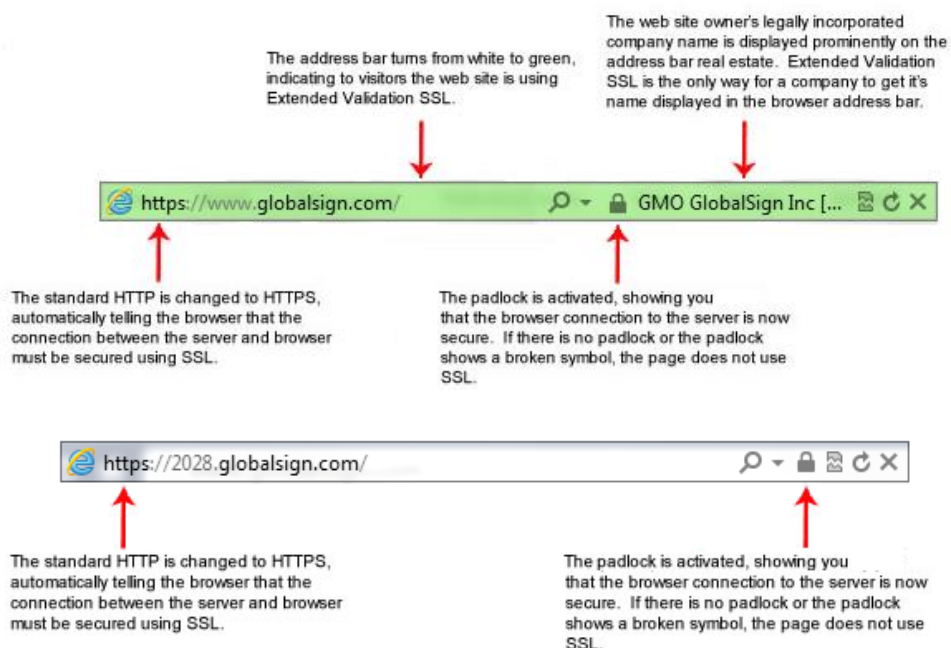 The address bar turns from white to green,
indicating to visitors the web site is using
Extended Validation SSL.
The web site owner's legally incorporated
company name is displayed prominently on the
address bar real estate. Extended Validation
SSL is the only way for a company to get it's
name displayed in the browser address bar.
https://www.globalsign.com/ GMO GlobalSign Inc [...
The standard HTTP is changed to HTTPS,
automatically telling the browser that the
connection between the server and browser
must be secured using SSL.
The padlock is activated, showing you
that the browser connection to the server is now
secure. If there is no padlock or the padlock
shows a broken symbol, the page does not use
SSL.
https://2028.globalsign.com/
The standard HTTP is changed to HTTPS,
automatically telling the browser that the
connection between the server and browser
must be secured using SSL.
The padlock is activated, showing you
that the browser connection to the server is now
secure. If there is no padlock or the padlock
shows a broken symbol, the page does not use
SSL.